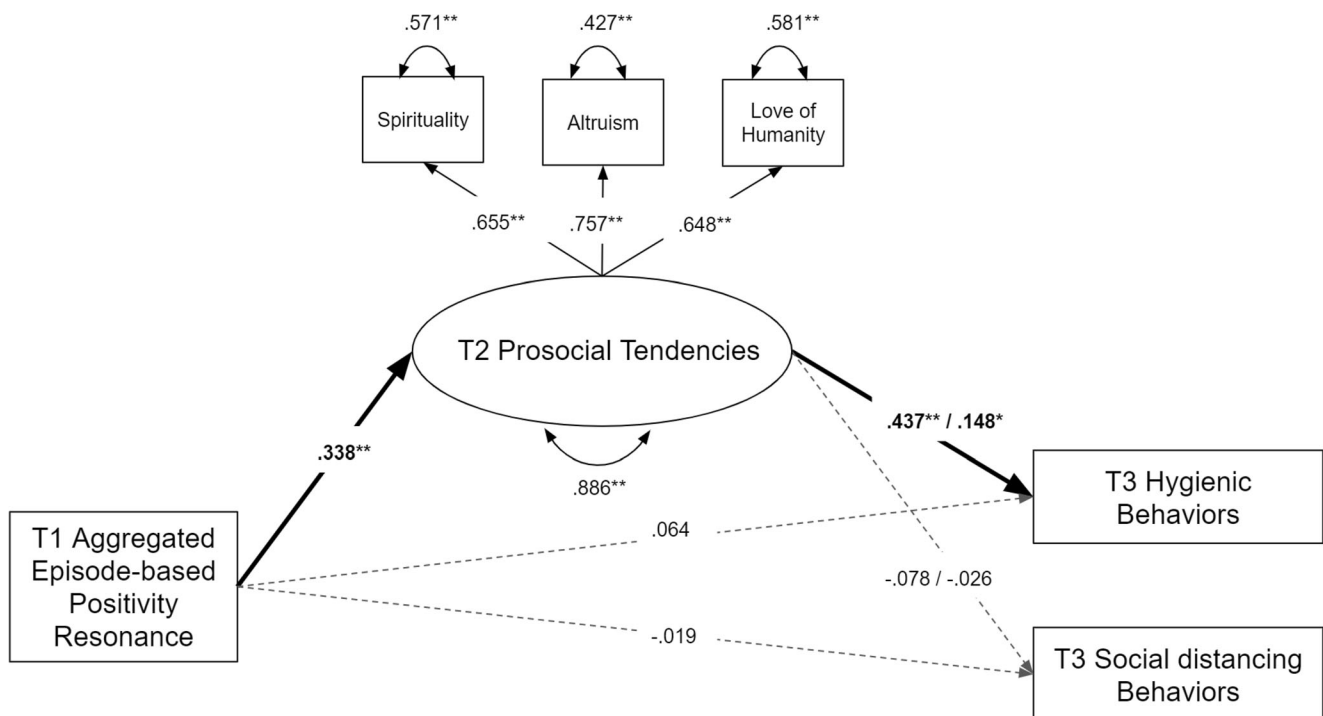 .571**
.427**
.581**
Spirituality
Altruism
Love of
Humanity
.655**
.757**
.648**
T2 Prosocial Tendencies
.338**
.886**
.437** / .148*
T3 Hygienic
Behaviors
T1 Aggregated
Episode-based
Positivity
Resonance
.064
-.078 / -.026
-.019
T3 Social distancing
Behaviors